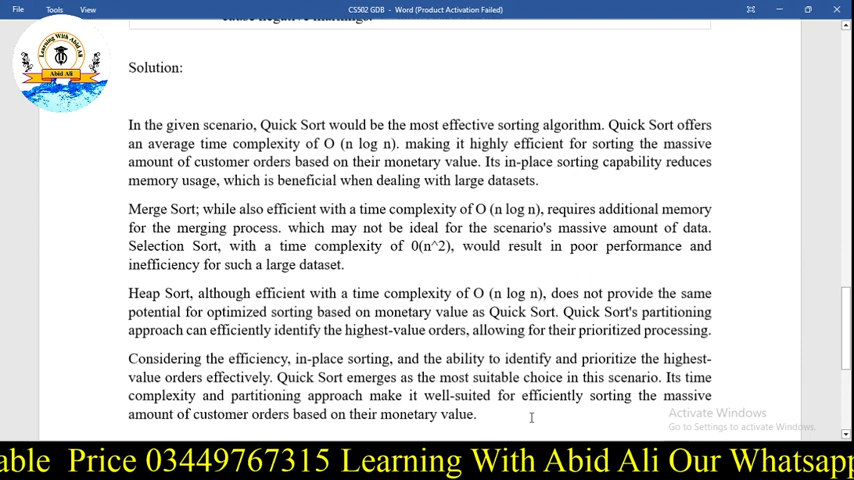 File Tools View CS502 GDB - Word (Product Activation Failed)
cause negative markings.
Learning With Abid Ali
Abid Ali
Solution:
In the given scenario, Quick Sort would be the most effective sorting algorithm. Quick Sort offers
an average time complexity of O (n log n). making it highly efficient for sorting the massive
amount of customer orders based on their monetary value. Its in-place sorting capability reduces
memory usage, which is beneficial when dealing with large datasets.
Merge Sort; while also efficient with a time complexity of O (n log n), requires additional memory
for the merging process. which may not be ideal for the scenario's massive amount of data.
Selection Sort, with a time complexity of 0(n^2), would result in poor performance and
inefficiency for such a large dataset.
Heap Sort, although efficient with a time complexity of O (n log n), does not provide the same
potential for optimized sorting based on monetary value as Quick Sort. Quick Sort's partitioning
approach can efficiently identify the highest-value orders, allowing for their prioritized processing.
Considering the efficiency, in-place sorting, and the ability to identify and prioritize the highest-
value orders effectively. Quick Sort emerges as the most suitable choice in this scenario. Its time
complexity and partitioning approach make it well-suited for efficiently sorting the massive
amount of customer orders based on their monetary value.
Activate Windows
Go to Settings to activate Windows.
able Price 03449767315 Learning With Abid Ali Our Whatsapp